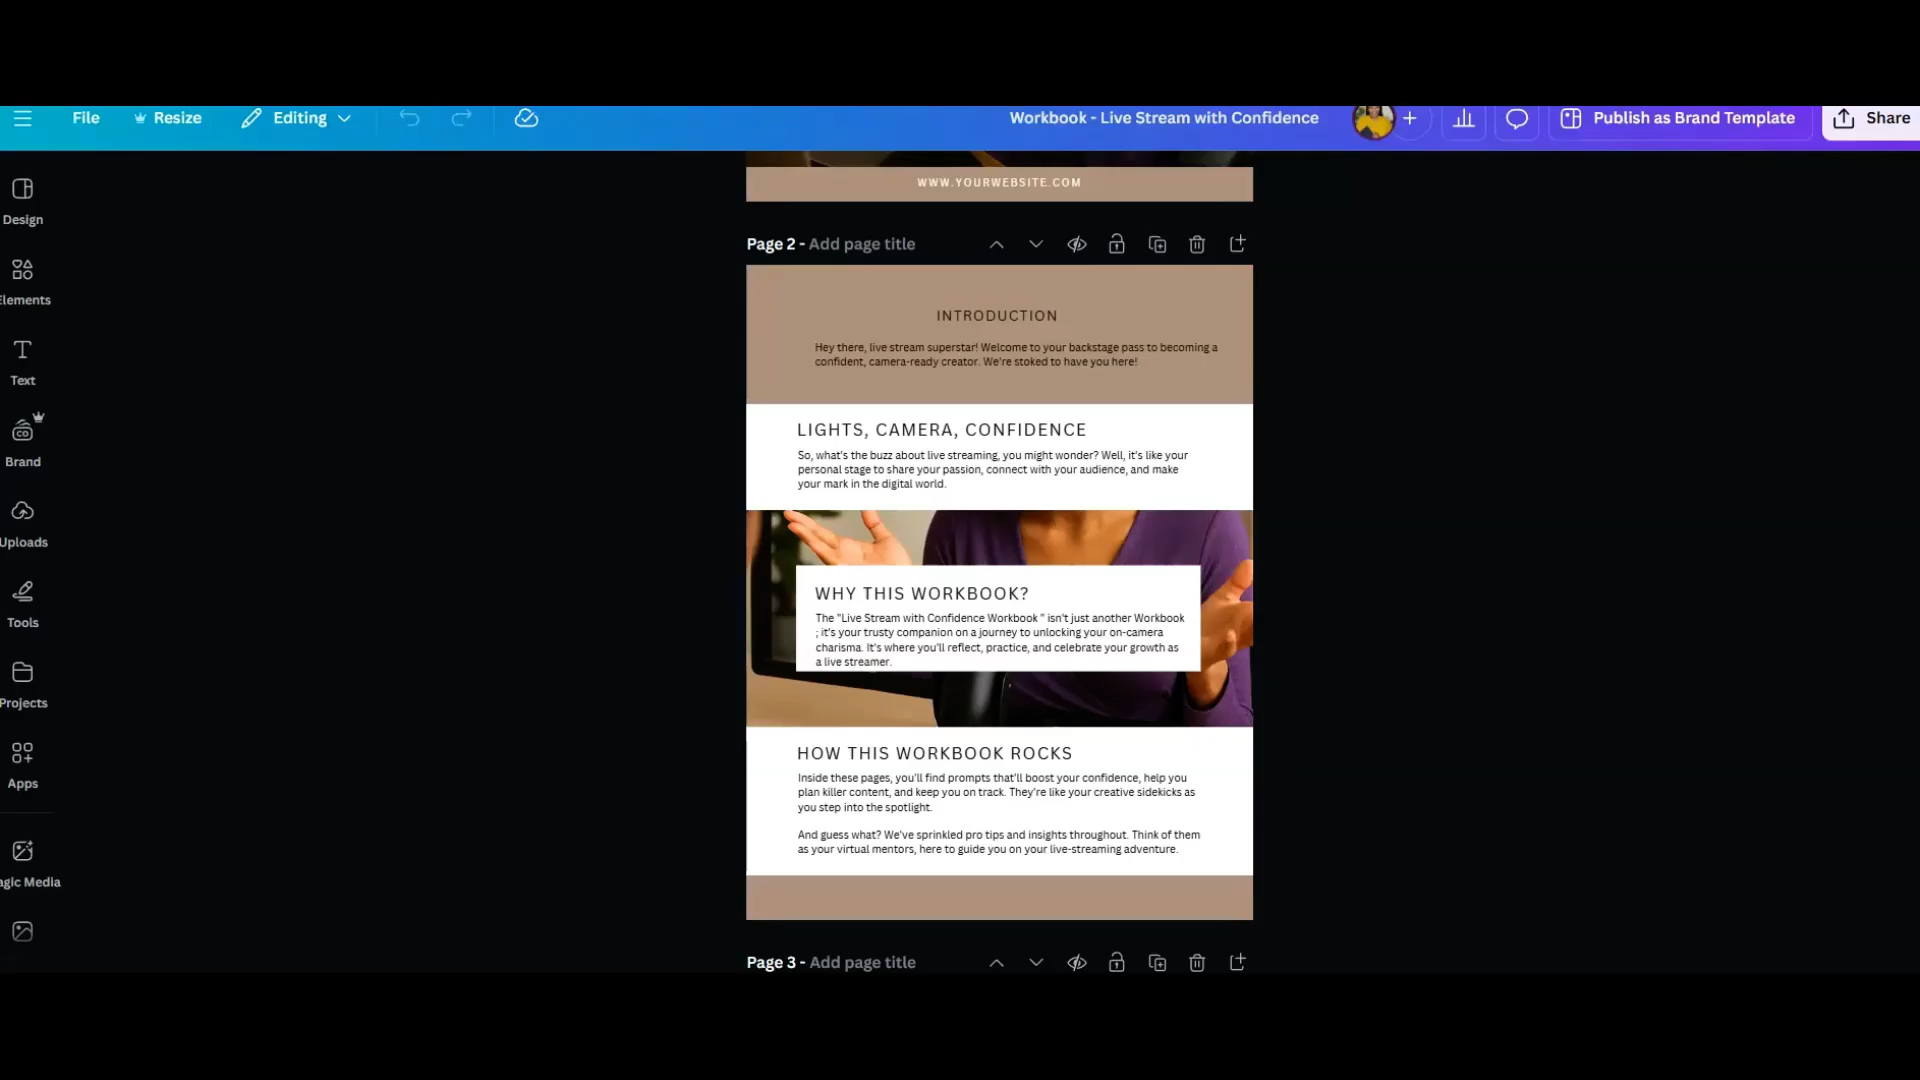 File
Resize
Editing
Workbook - Live Stream with Confidence
Publish as Brand Template
Share
Design
Elements
Text
Brand
Uploads
Tools
Projects
Apps
agic Media
WWW.YOURWEBSITE.COM
Page 2 - Add page title
INTRODUCTION
Hey there, live stream superstar! Welcome to your backstage pass to becoming a
confident, camera-ready creator. We're stoked to have you here!
LIGHTS, CAMERA, CONFIDENCE
So, what's the buzz about live streaming, you might wonder? Well, it's like your
personal stage to share your passion, connect with your audience, and make
your mark in the digital world.
WHY THIS WORKBOOK?
The "Live Stream with Confidence Workbook " isn't just another Workbook
; it's your trusty companion on a journey to unlocking your on-camera
charisma. It's where you'll reflect, practice, and celebrate your growth as
a live streamer.
HOW THIS WORKBOOK ROCKS
Inside these pages, you'll find prompts that'll boost your confidence, help you
plan killer content, and keep you on track. They're like your creative sidekicks as
you step into the spotlight.
And guess what? We've sprinkled pro tips and insights throughout. Think of them
as your virtual mentors, here to guide you on your live-streaming adventure.
Page 3 - Add page title